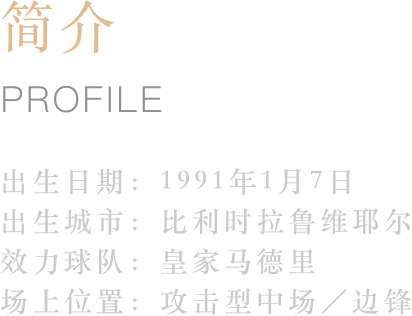 简介
PROFILE
出生日期：1991年1月7日
出生城市：比利时拉鲁维耶尔
效力球队：皇家马德里
场上位置：攻击型中场／边锋